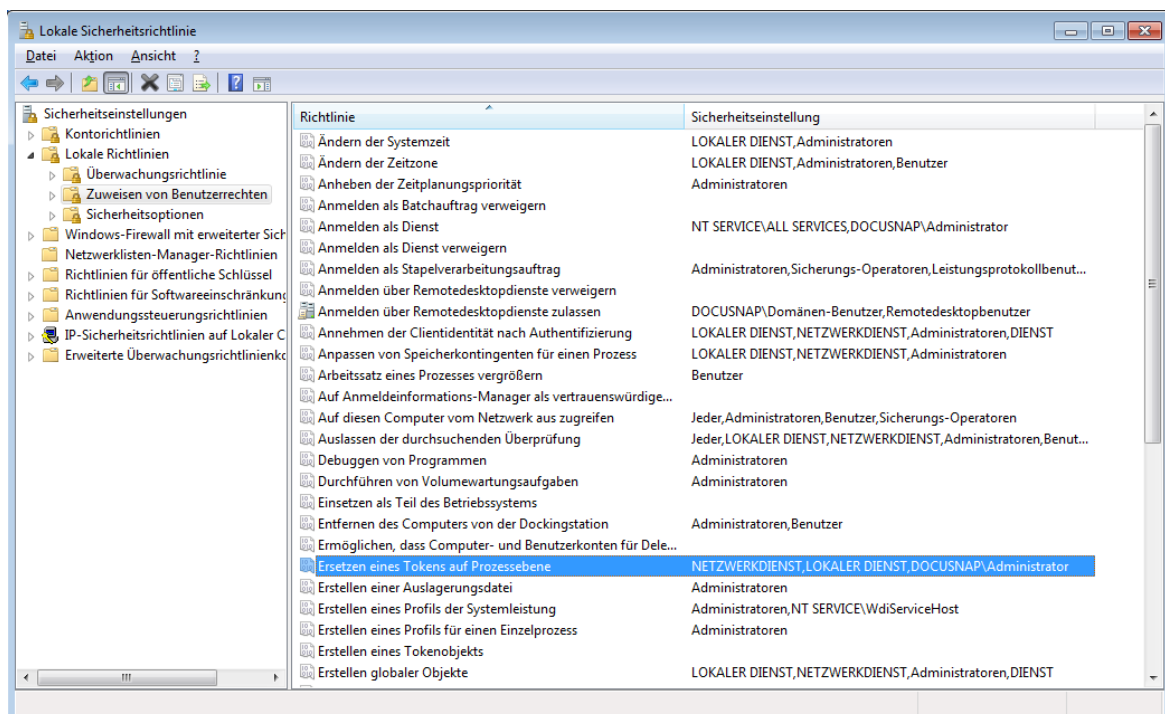 Lokale Sicherheitsrichtlinie
Datei Aktion Ansicht ?
Sicherheitseinstellungen
Kontorichtlinien
Lokale Richtlinien
Überwachungsrichtlinie
Zuweisen von Benutzerrechten
Sicherheitsoptionen
Windows-Firewall mit erweiterter Sich
Netzwerklisten-Manager-Richtlinien
Richtlinien für öffentliche Schlüssel
Richtlinien für Softwareeinschränkung
Anwendungssteuerungsrichtlinien
IP-Sicherheitsrichtlinien auf Lokaler C
Erweiterte Überwachungsrichtlinienko
Richtlinie Sicherheitseinstellung
Ändern der Systemzeit LOKALER DIENST,Administratoren
Ändern der Zeitzone LOKALER DIENST,Administratoren,Benutzer
Anheben der Zeitplanungspriorität Administratoren
Anmelden als Batchauftrag verweigern
Anmelden als Dienst NT SERVICE\ALL SERVICES,DOCUSNAP\Administrator
Anmelden als Dienst verweigern
Anmelden als Stapelverarbeitungsauftrag Administratoren,Sicherungs-Operatoren,Leistungsprotokollbenut...
Anmelden über Remotedesktopdienste verweigern
Anmelden über Remotedesktopdienste zulassen DOCUSNAP\Domänen-Benutzer,Remotedesktopbenutzer
Annehmen der Clientidentität nach Authentifizierung LOKALER DIENST,NETZWERKDIENST,Administratoren,DIENST
Anpassen von Speicherkontingenten für einen Prozess LOKALER DIENST,NETZWERKDIENST,Administratoren
Arbeitssatz eines Prozesses vergrößern Benutzer
Auf Anmeldeinformations-Manager als vertrauenswürdige...
Auf diesen Computer vom Netzwerk aus zugreifen Jeder,Administratoren,Benutzer,Sicherungs-Operatoren
Auslassen der durchsuchenden Überprüfung Jeder,LOKALER DIENST,NETZWERKDIENST,Administratoren,Benut...
Debuggen von Programmen Administratoren
Durchführen von Volumewartungsaufgaben Administratoren
Einsetzen als Teil des Betriebssystems
Entfernen des Computers von der Dockingstation Administratoren,Benutzer
Ermöglichen, dass Computer- und Benutzerkonten für Dele...
Ersetzen eines Tokens auf Prozessebene NETZWERKDIENST,LOKALER DIENST,DOCUSNAP\Administrator
Erstellen einer Auslagerungsdatei Administratoren
Erstellen eines Profils der Systemleistung Administratoren,NT SERVICE\WdiServiceHost
Erstellen eines Profils für einen Einzelprozess Administratoren
Erstellen eines Tokenobjekts
Erstellen globaler Objekte LOKALER DIENST,NETZWERKDIENST,Administratoren,DIENST